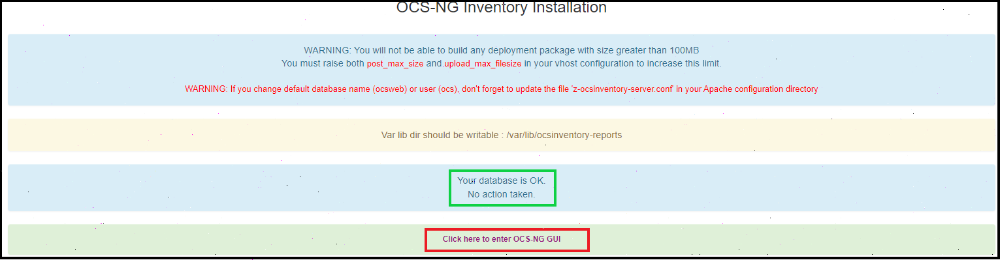 OCS-NG Inventory Installation
WARNING: You will not be able to build any deployment package with size greater than 100MB
You must raise both post_max_size and upload_max_filesize in your vhost configuration to increase this limit.
WARNING: If you change default database name (ocsweb) or user (ocs), don't forget to update the file 'z-ocsinventory-server.conf' in your Apache configuration directory
Var lib dir should be writable : /var/lib/ocsinventory-reports
Your database is OK.
No action taken.
Click here to enter OCS-NG GUI